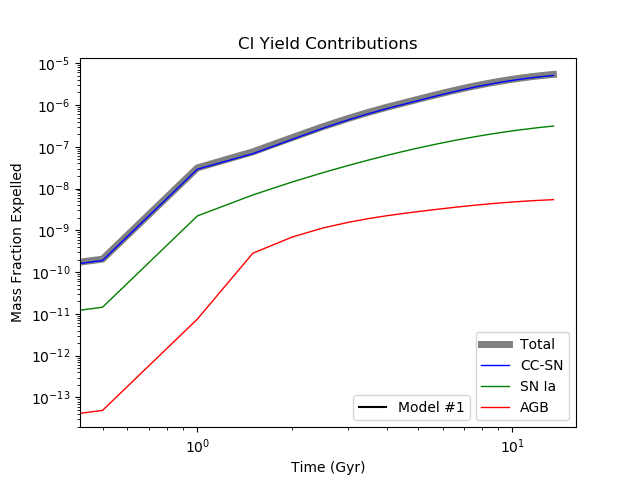 Cl Yield Contributions
Mass Fraction Expelled
10⁻⁵
10⁻⁶
10⁻⁷
10⁻⁸
10⁻⁹
10⁻¹⁰
10⁻¹¹
10⁻¹²
10⁻¹³
Total
CC-SN
SN Ia
AGB
Model #1
10⁰
10¹
Time (Gyr)